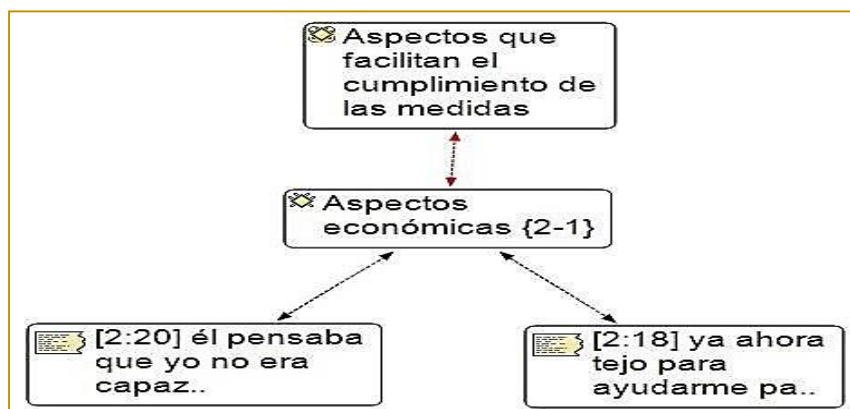 Aspectos que
facilitan el
cumplimiento de
las medidas
Aspectos
económicas {2-1}
[2:20] él pensaba
que yo no era
capaz..
[2:18] ya ahora
tejo para
ayudarme pa..